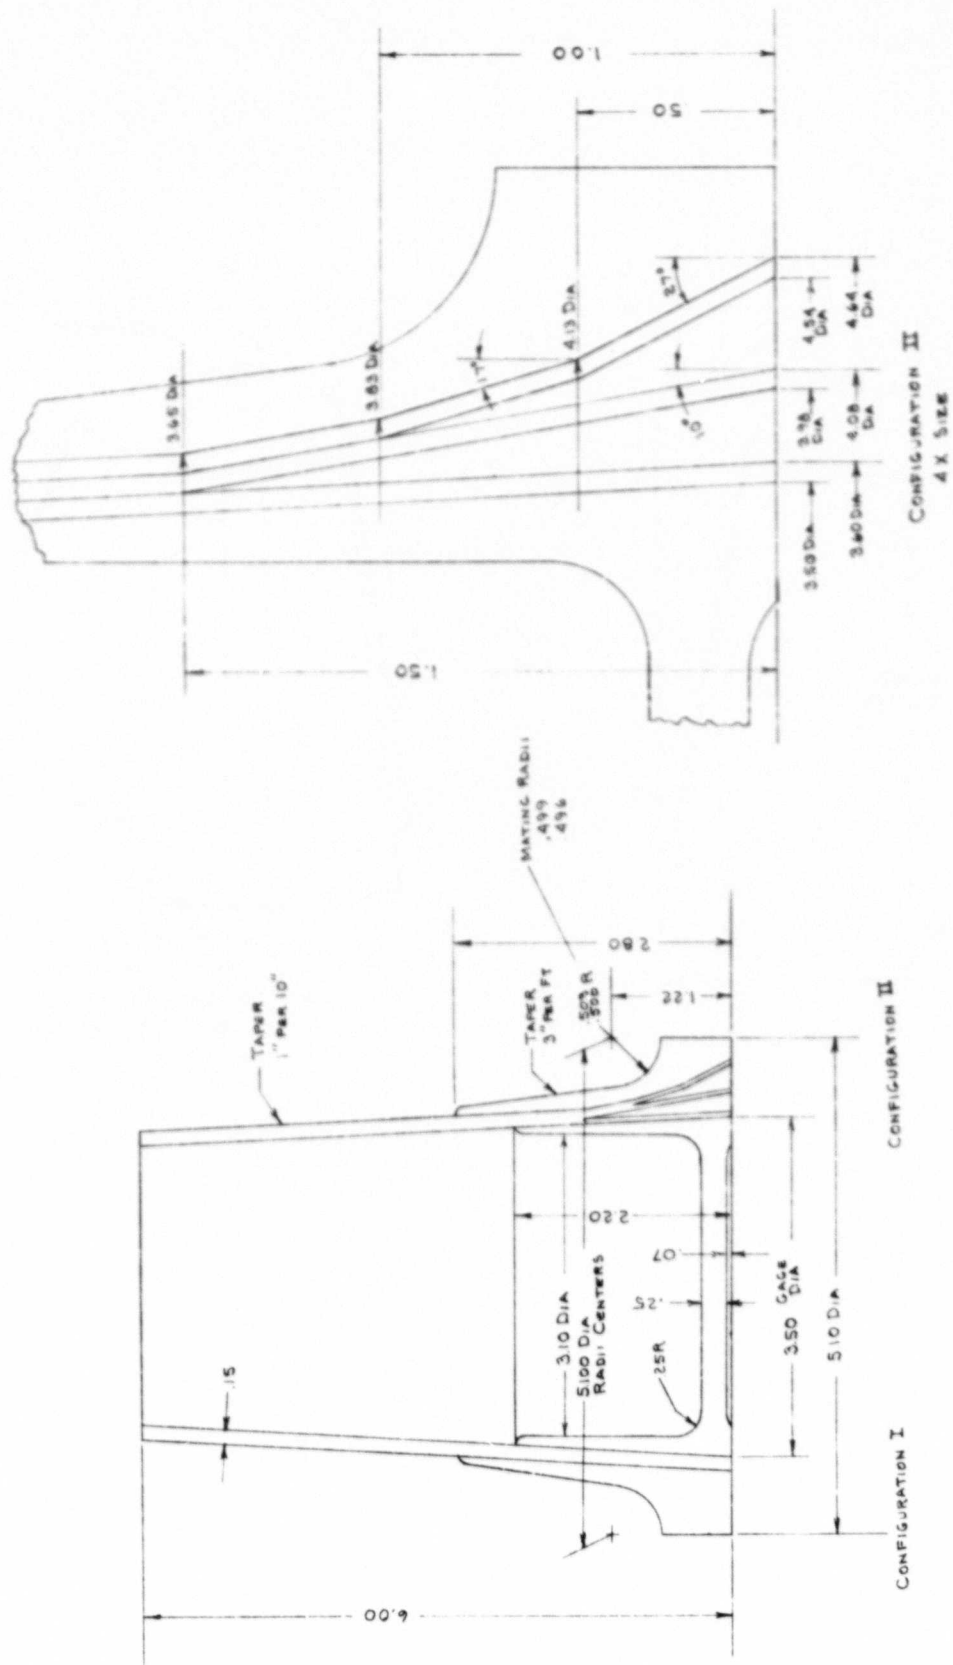 1.00
.50
3.65 DIA
3.83 DIA
17°
4.13 DIA
27°
10°
1.50
3.50 DIA
3.60 DIA
3.98
DIA
4.08
DIA
4.54
DIA
4.64
DIA
CONFIGURATION II
4 X SIZE
MATING RADII
.499
.496
TAPER
1" PER 10"
TAPER
3" PER FT
.509 R
.500
2.80
1.22
.15
6.00
2.20
3.10 DIA
5.100 DIA
RADII CENTERS
.25
.07
.25R
3.50 GAGE
DIA
5.10 DIA
CONFIGURATION I
CONFIGURATION II